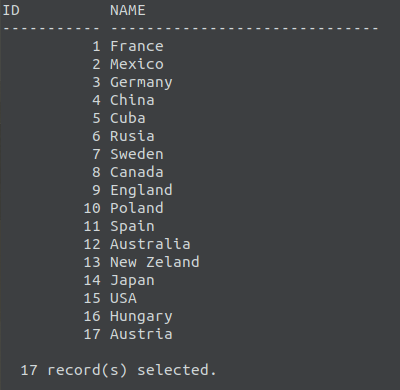 ID          NAME
----------- ------------------------------
          1 France
          2 Mexico
          3 Germany
          4 China
          5 Cuba
          6 Rusia
          7 Sweden
          8 Canada
          9 England
         10 Poland
         11 Spain
         12 Australia
         13 New Zeland
         14 Japan
         15 USA
         16 Hungary
         17 Austria
  17 record(s) selected.